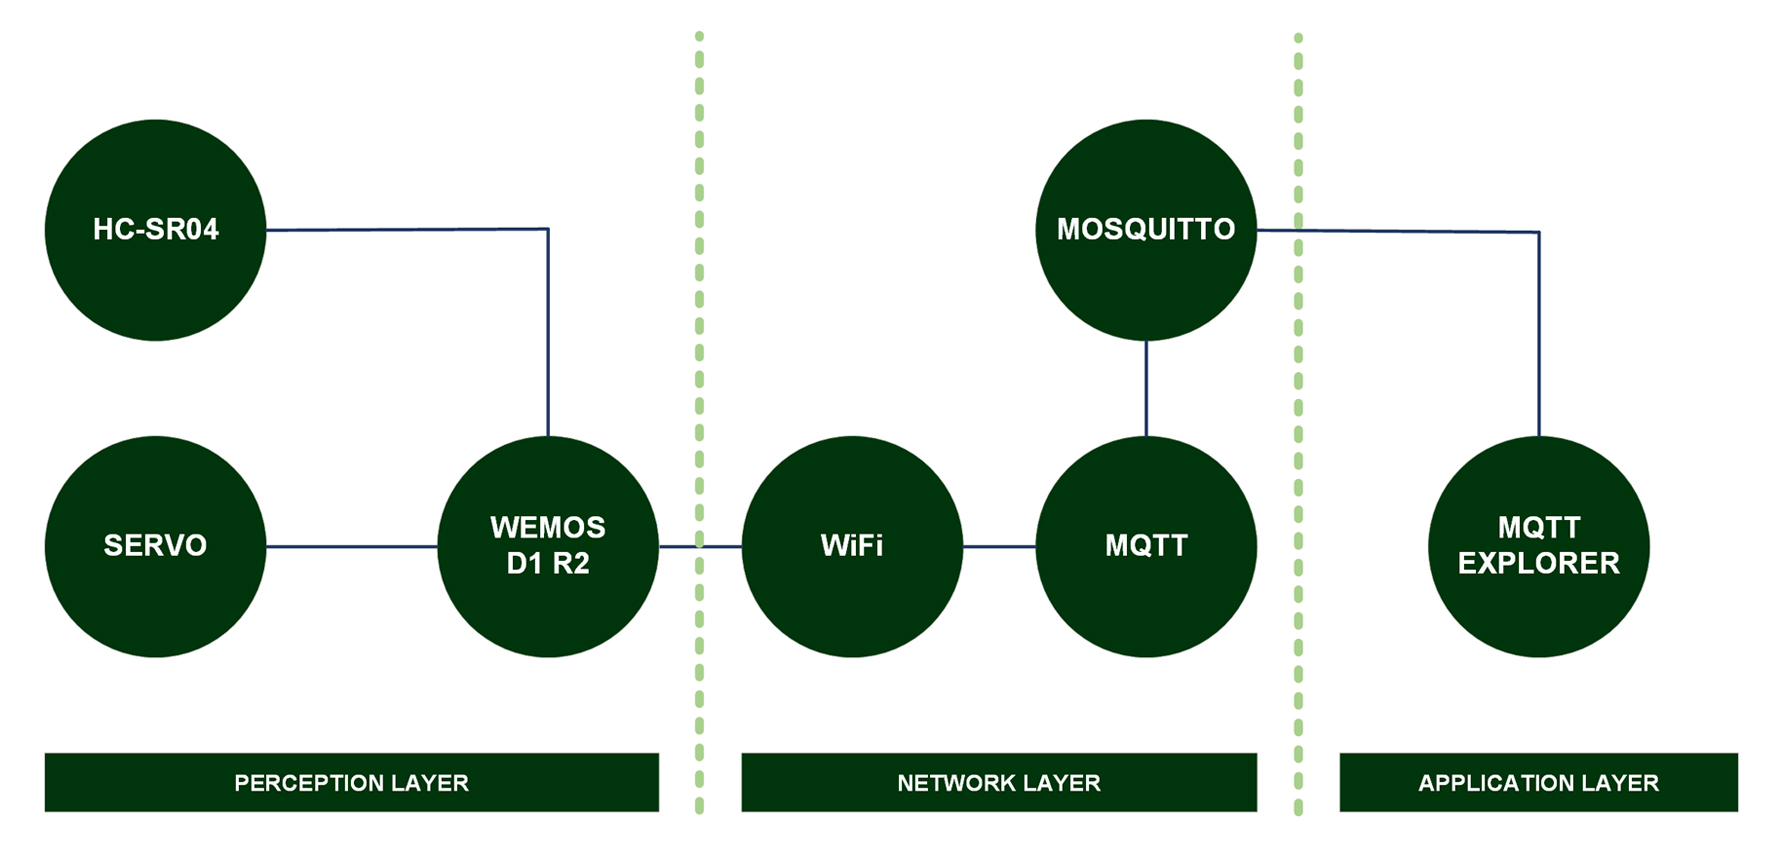 HC-SR04
MOSQUITTO
SERVO
WEMOS
D1 R2
WiFi
MQTT
MQTT
EXPLORER
PERCEPTION LAYER
NETWORK LAYER
APPLICATION LAYER